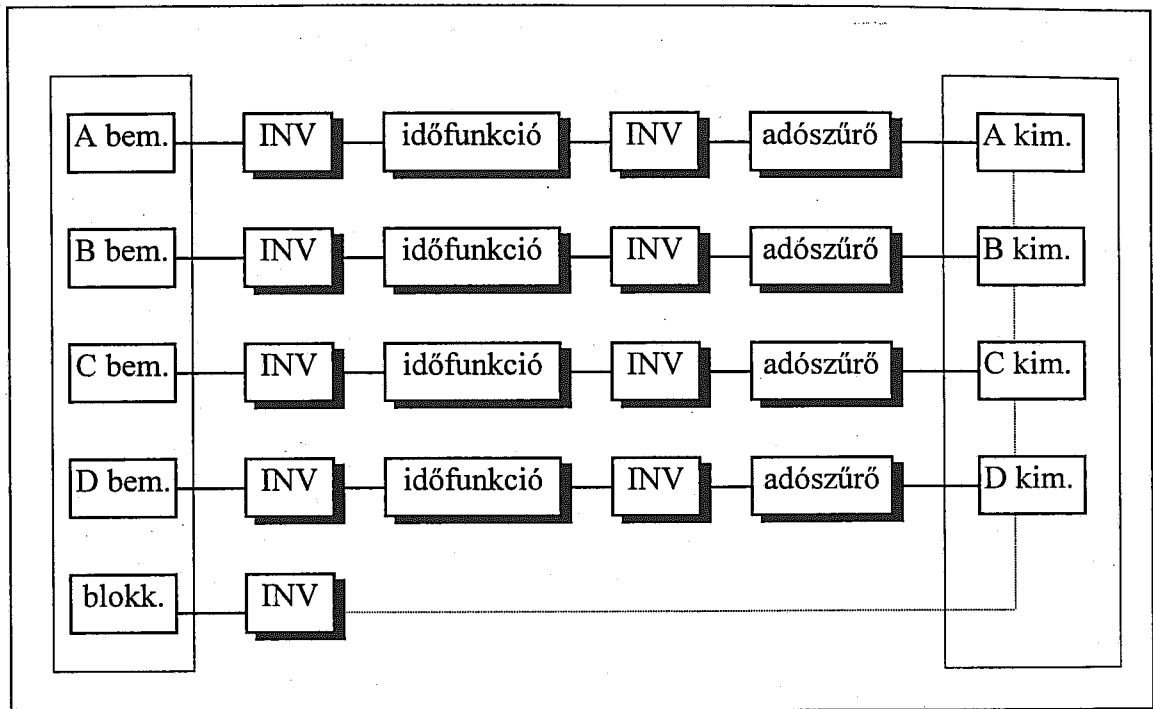 A bem. INV időfunkció INV adószűrő A kim.
B bem. INV időfunkció INV adószűrő B kim.
C bem. INV időfunkció INV adószűrő C kim.
D bem. INV időfunkció INV adószűrő D kim.
blokk. INV